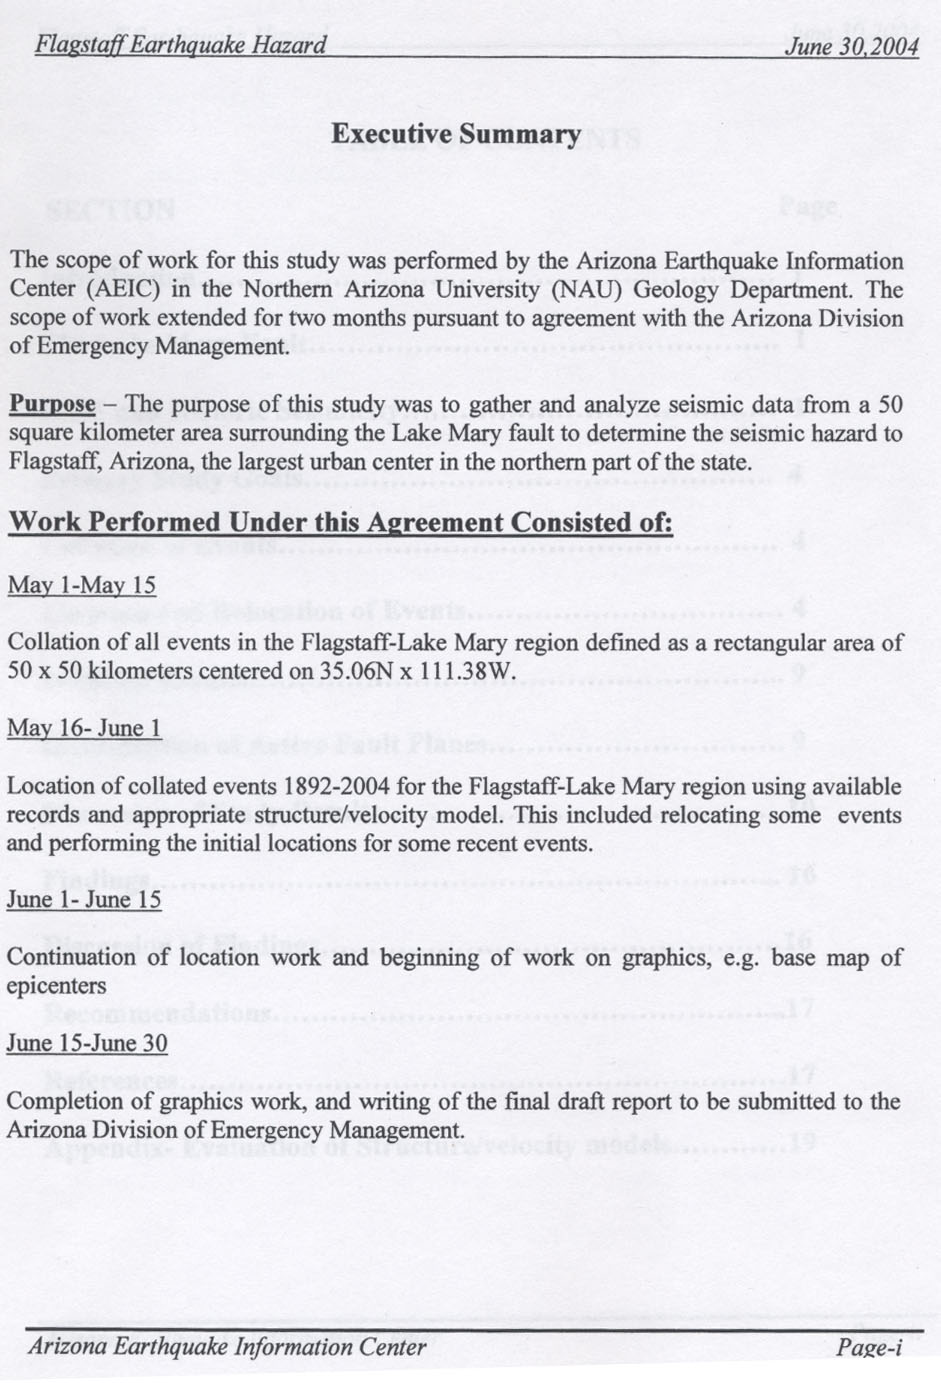 Flagstaff Earthquake Hazard June 30,2004
Executive Summary
The scope of work for this study was performed by the Arizona Earthquake Information
Center (AEIC) in the Northern Arizona University (NAU) Geology Department. The
scope of work extended for two months pursuant to agreement with the Arizona Division
of Emergency Management.
Purpose – The purpose of this study was to gather and analyze seismic data from a 50
square kilometer area surrounding the Lake Mary fault to determine the seismic hazard to
Flagstaff, Arizona, the largest urban center in the northern part of the state.
Work Performed Under this Agreement Consisted of:
May 1-May 15
Collation of all events in the Flagstaff-Lake Mary region defined as a rectangular area of
50 x 50 kilometers centered on 35.06N x 111.38W.
May 16- June 1
Location of collated events 1892-2004 for the Flagstaff-Lake Mary region using available
records and appropriate structure/velocity model. This included relocating some events
and performing the initial locations for some recent events.
June 1- June 15
Continuation of location work and beginning of work on graphics, e.g. base map of
epicenters
June 15-June 30
Completion of graphics work, and writing of the final draft report to be submitted to the
Arizona Division of Emergency Management.
Arizona Earthquake Information Center Page-i